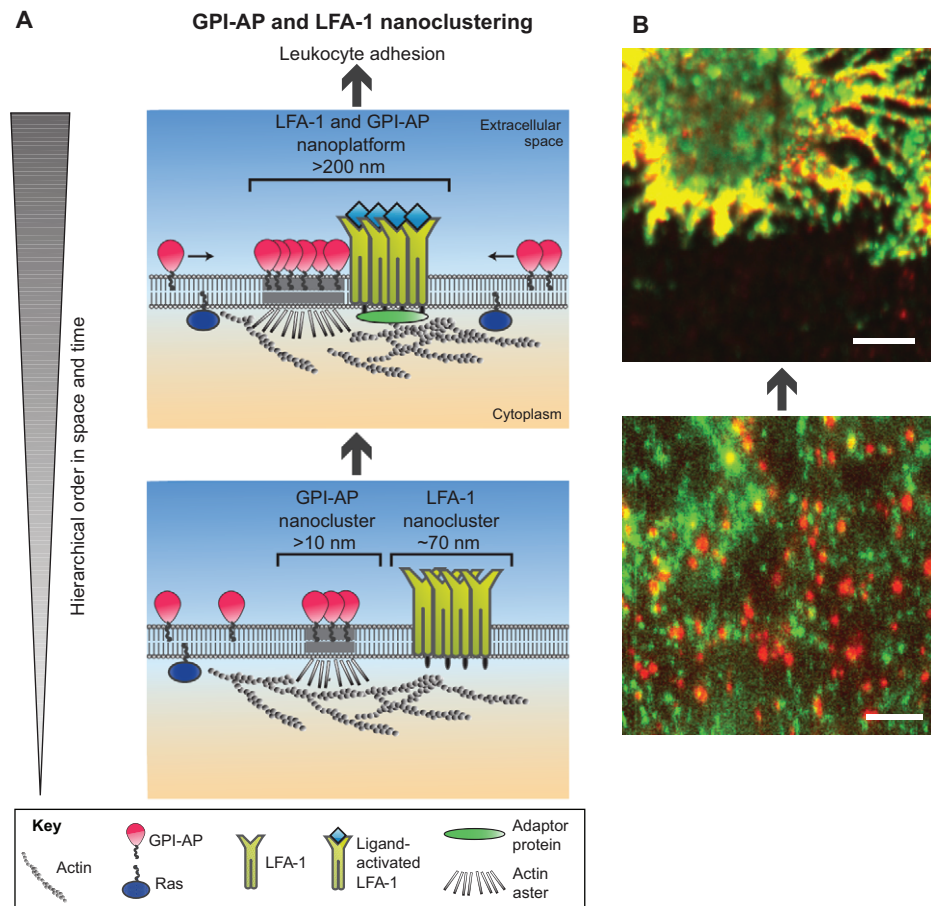 A
GPI-AP and LFA-1 nanoclustering
B
Leukocyte adhesion
LFA-1 and GPI-AP
nanoplatform
>200 nm
Extracellular
space
Cytoplasm
Hierarchical order in space and time
GPI-AP
nanocluster
>10 nm
LFA-1
nanocluster
~70 nm
Key
Actin
GPI-AP
Ras
LFA-1
Ligand-
activated
LFA-1
Adaptor
protein
Actin
aster